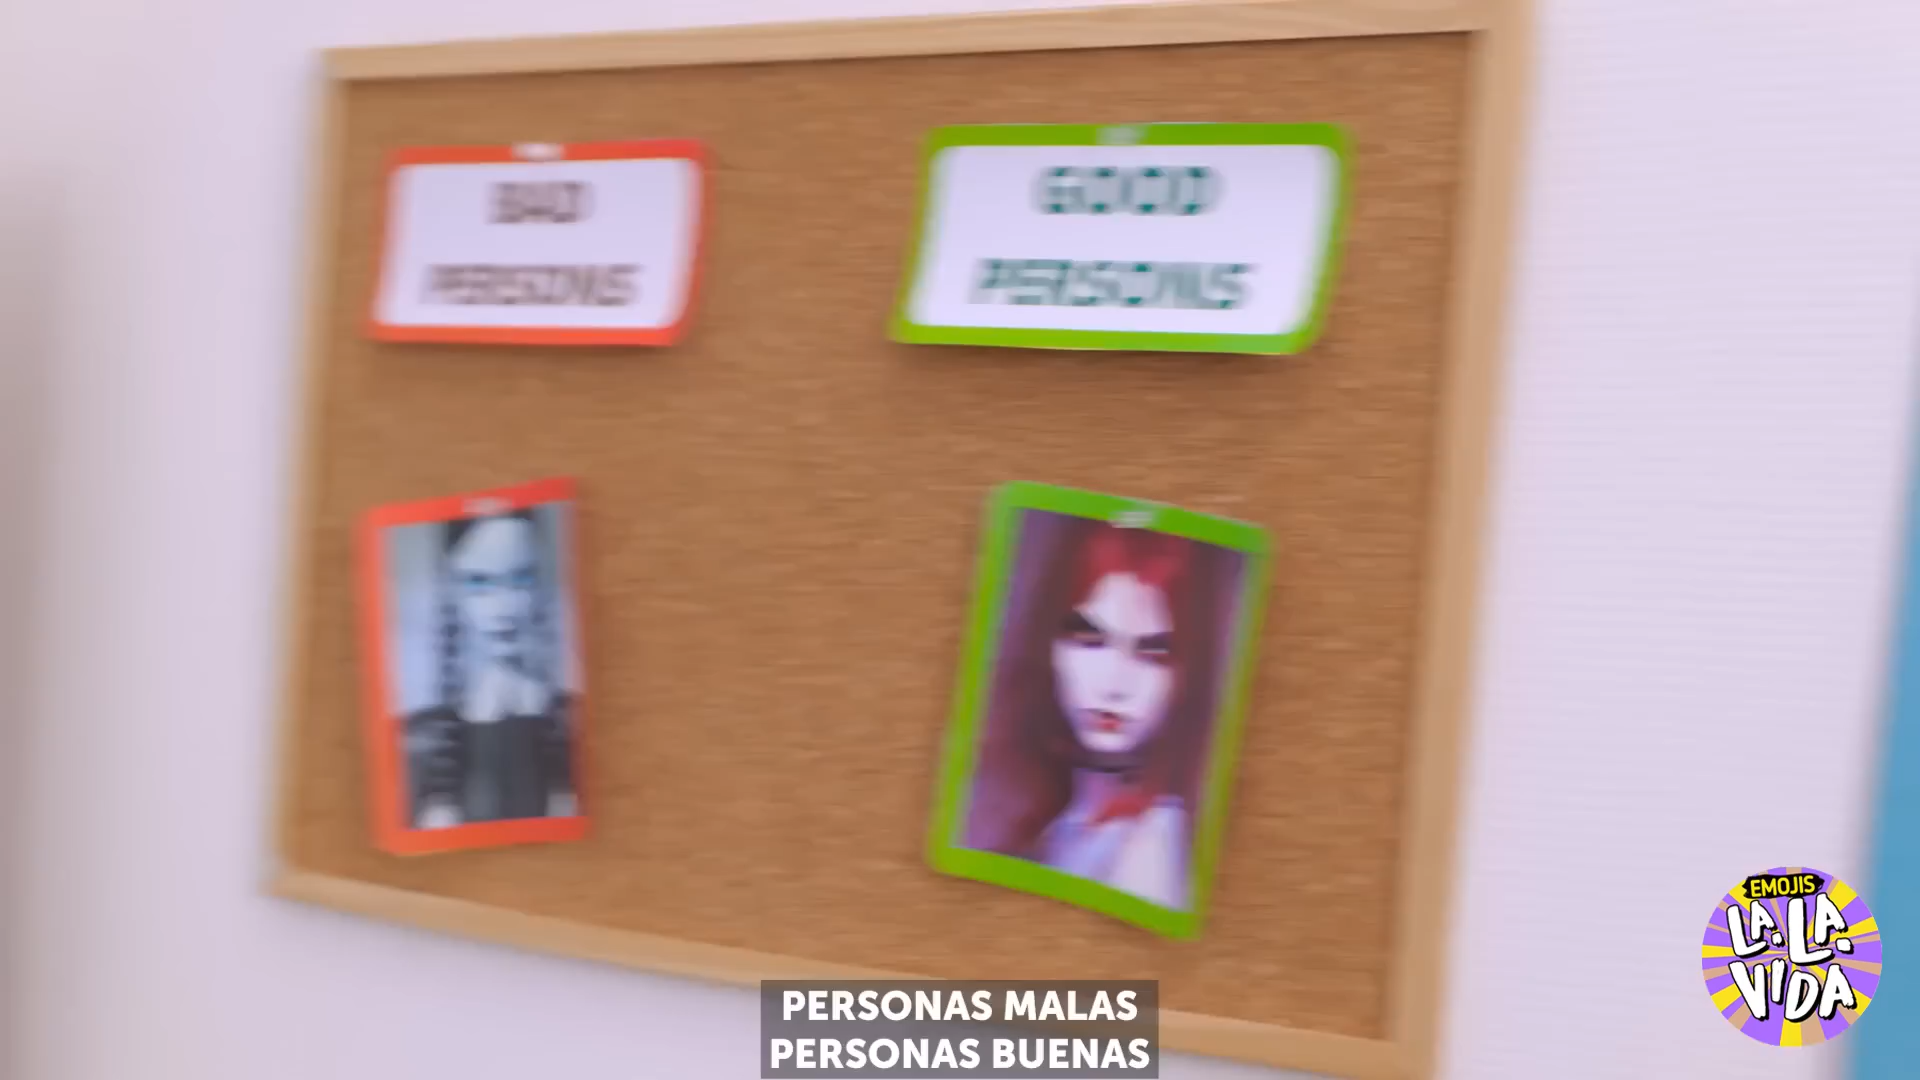 BAD
PERSONS
GOOD
PERSONS
PERSONAS MALAS
PERSONAS BUENAS
EMOJIS
LA LA
VIDA